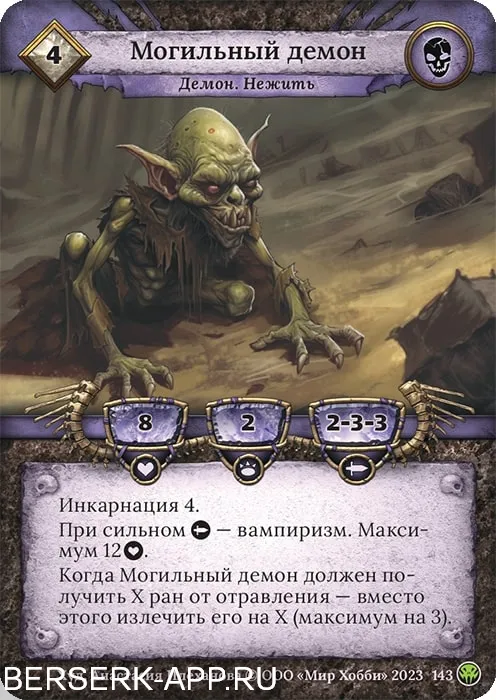 4
Могильный демон
Демон. Нежить
8
2
2-3-3
Инкарнация 4.
При сильном — вампиризм. Макси-
мум 12.
Когда Могильный демон должен по-
лучить X ран от отравления — вместо
этого излечить его на X (максимум на 3).
© ООО «Мир Хобби» 2023 143
BERSERK-APP.RU